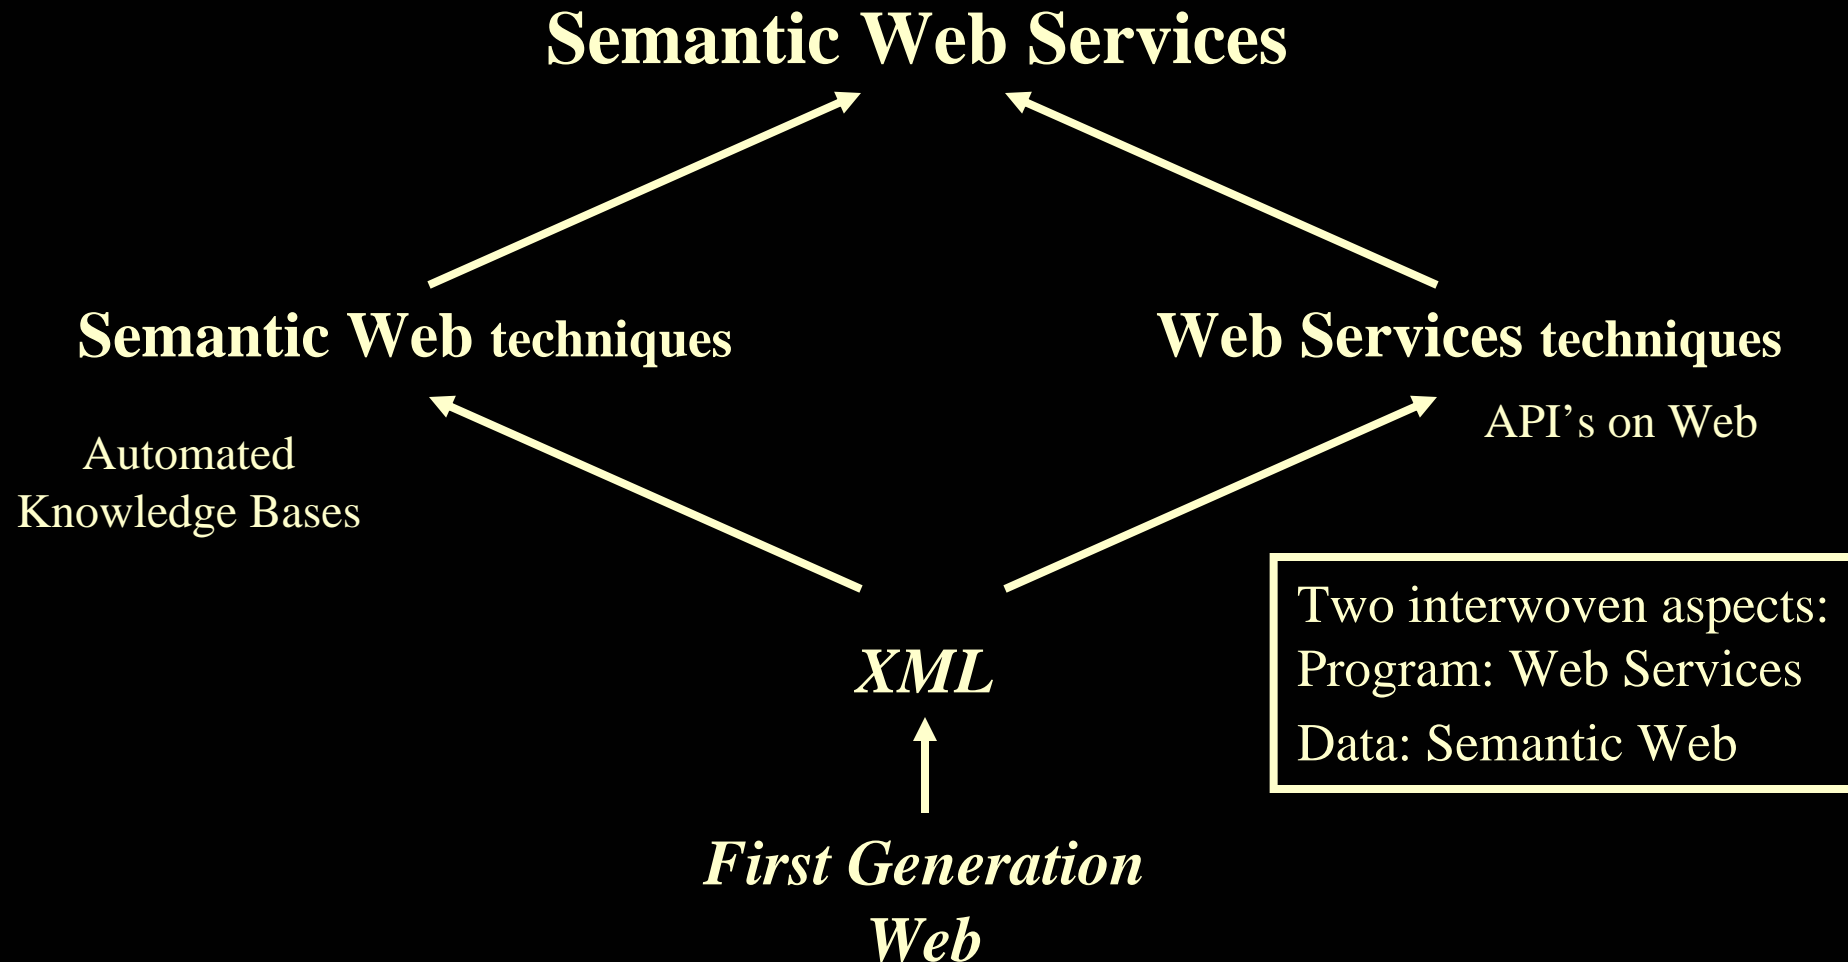 Semantic Web Services
Semantic Web techniques
Web Services techniques
API’s on Web
Automated
Knowledge Bases
Two interwoven aspects:
Program: Web Services
Data: Semantic Web
XML
First Generation
Web